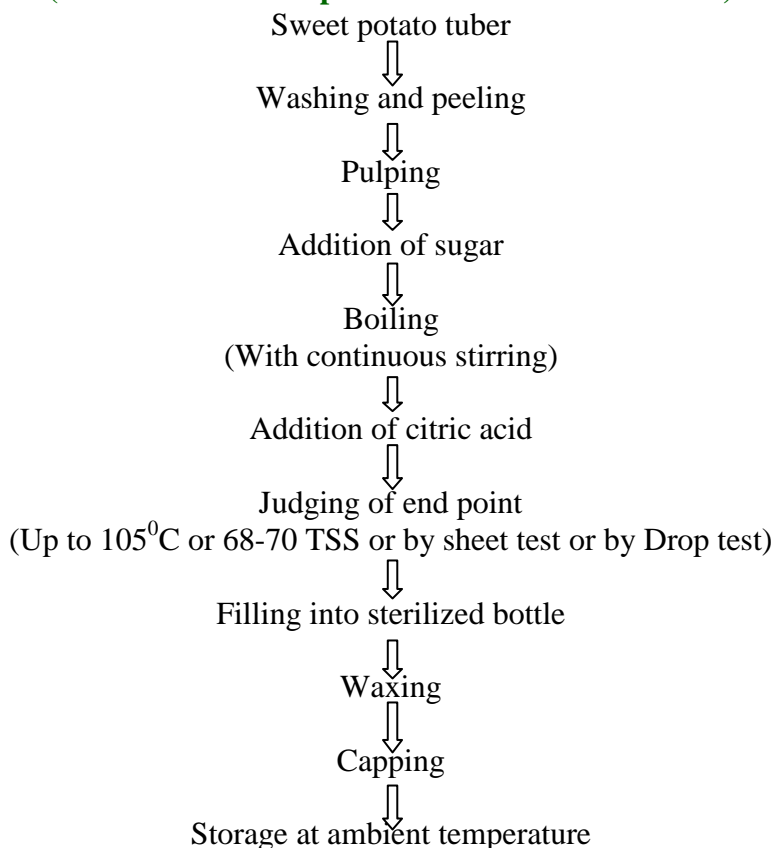 Sweet potato tuber
Washing and peeling
Pulping
Addition of sugar
Boiling
(With continuous stirring)
Addition of citric acid
Judging of end point
(Up to 105⁰C or 68-70 TSS or by sheet test or by Drop test)
Filling into sterilized bottle
Waxing
Capping
Storage at ambient temperature